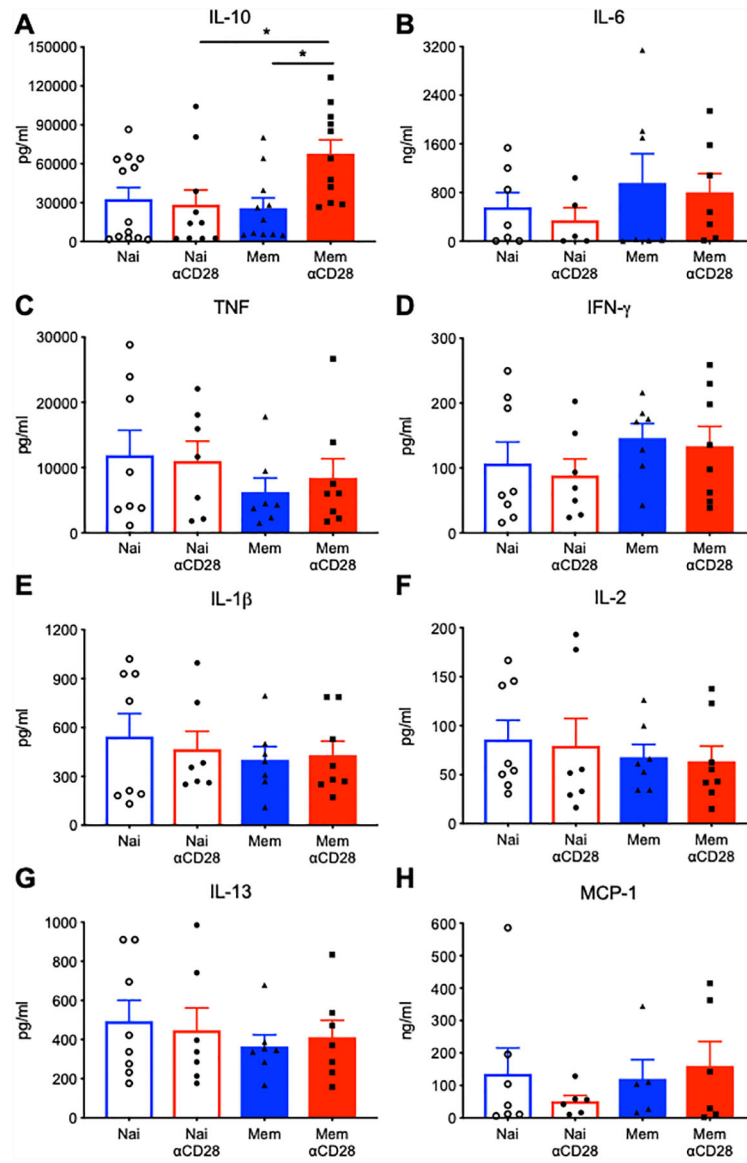 A
IL-10
* *
pg/ml
150000
120000
90000
60000
30000
0
Nai Nai Mem Mem
αCD28 αCD28
B
IL-6
ng/ml
3200
2400
1600
800
0
Nai Nai Mem Mem
αCD28 αCD28
C
TNF
pg/ml
30000
20000
10000
0
Nai Nai Mem Mem
αCD28 αCD28
D
IFN-γ
pg/ml
300
200
100
0
Nai Nai Mem Mem
αCD28 αCD28
E
IL-1β
pg/ml
1200
900
600
300
0
Nai Nai Mem Mem
αCD28 αCD28
F
IL-2
pg/ml
200
150
100
50
0
Nai Nai Mem Mem
αCD28 αCD28
G
IL-13
pg/ml
1000
800
600
400
200
0
Nai Nai Mem Mem
αCD28 αCD28
H
MCP-1
ng/ml
600
500
400
300
200
100
0
Nai Nai Mem Mem
αCD28 αCD28